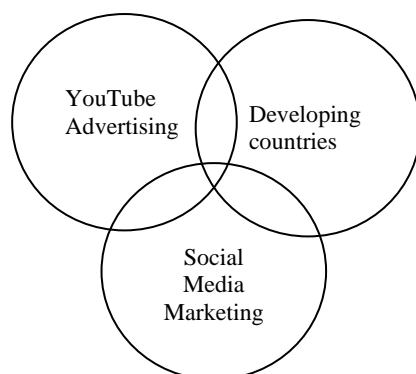 YouTube
Advertising
Developing
countries
Social
Media
Marketing